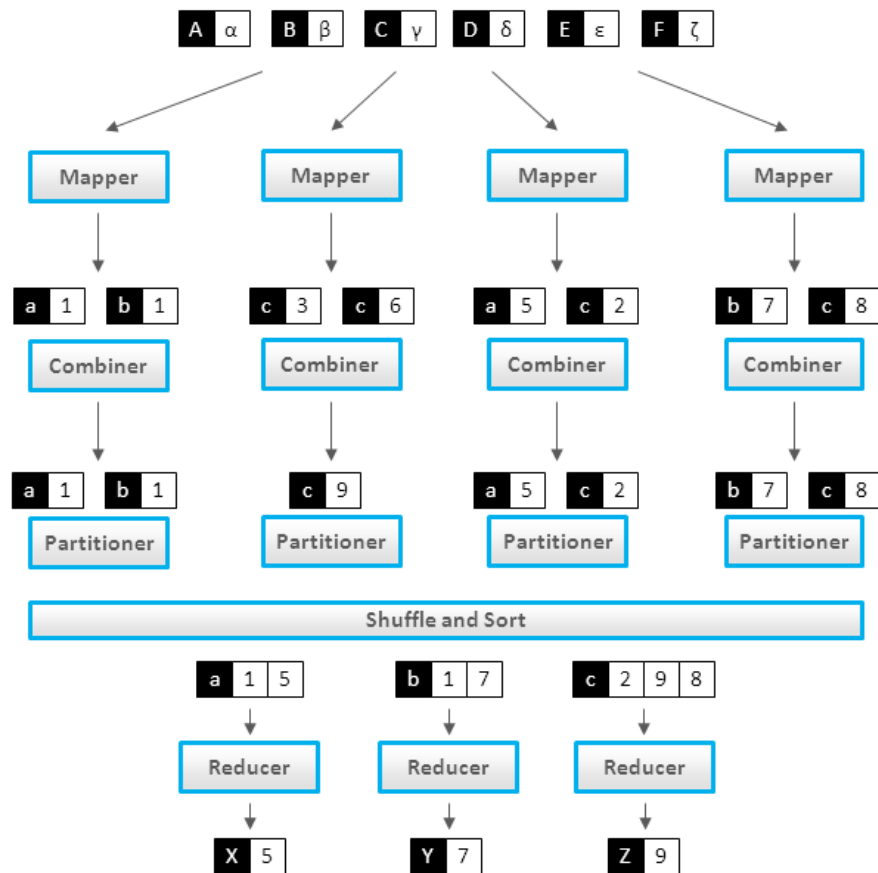 A α B β C γ D δ E ε F ζ
Mapper Mapper Mapper Mapper
a 1 b 1 c 3 c 6 a 5 c 2 b 7 c 8
Combiner Combiner Combiner Combiner
a 1 b 1 c 9 a 5 c 2 b 7 c 8
Partitioner Partitioner Partitioner Partitioner
Shuffle and Sort
a 1 5 b 1 7 c 2 9 8
Reducer Reducer Reducer
X 5 Y 7 Z 9